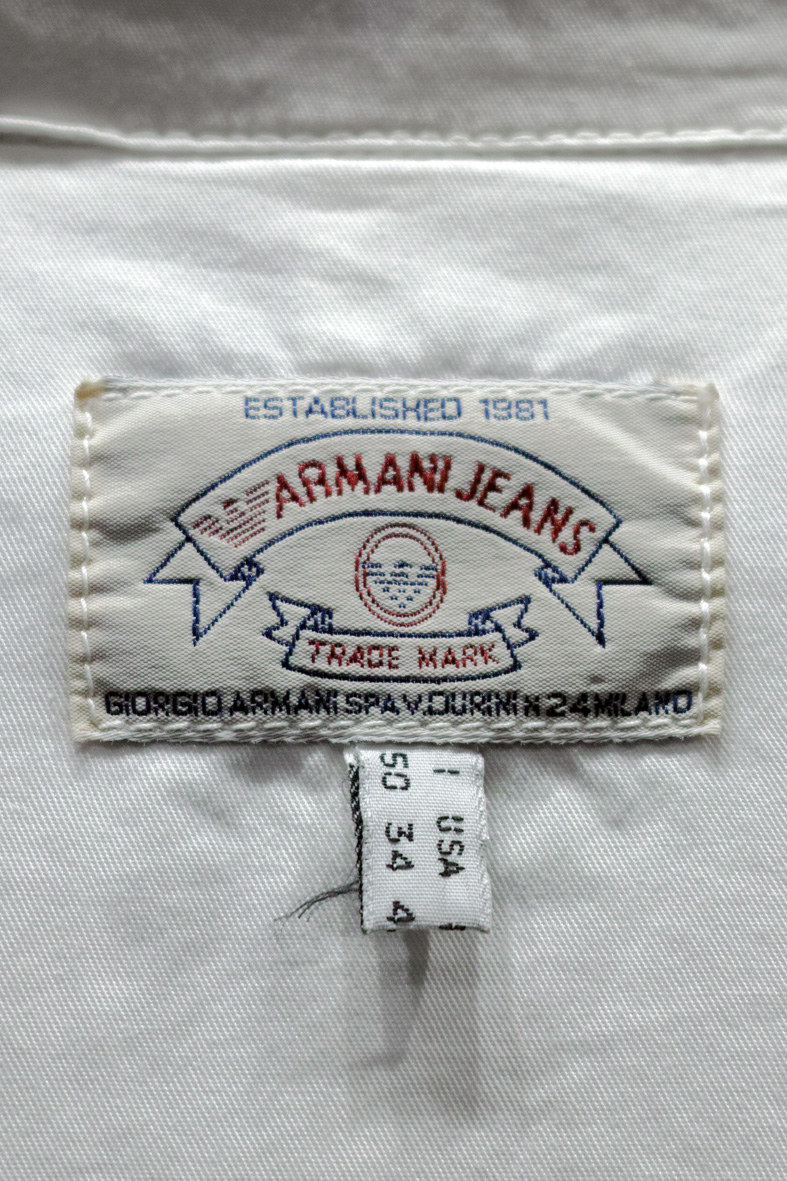 ESTABLISHED 1981
ARMANI JEANS
TRADE MARK
GIORGIO ARMANI SPA V.DURINI N 24 MILANO
I USA
50 34